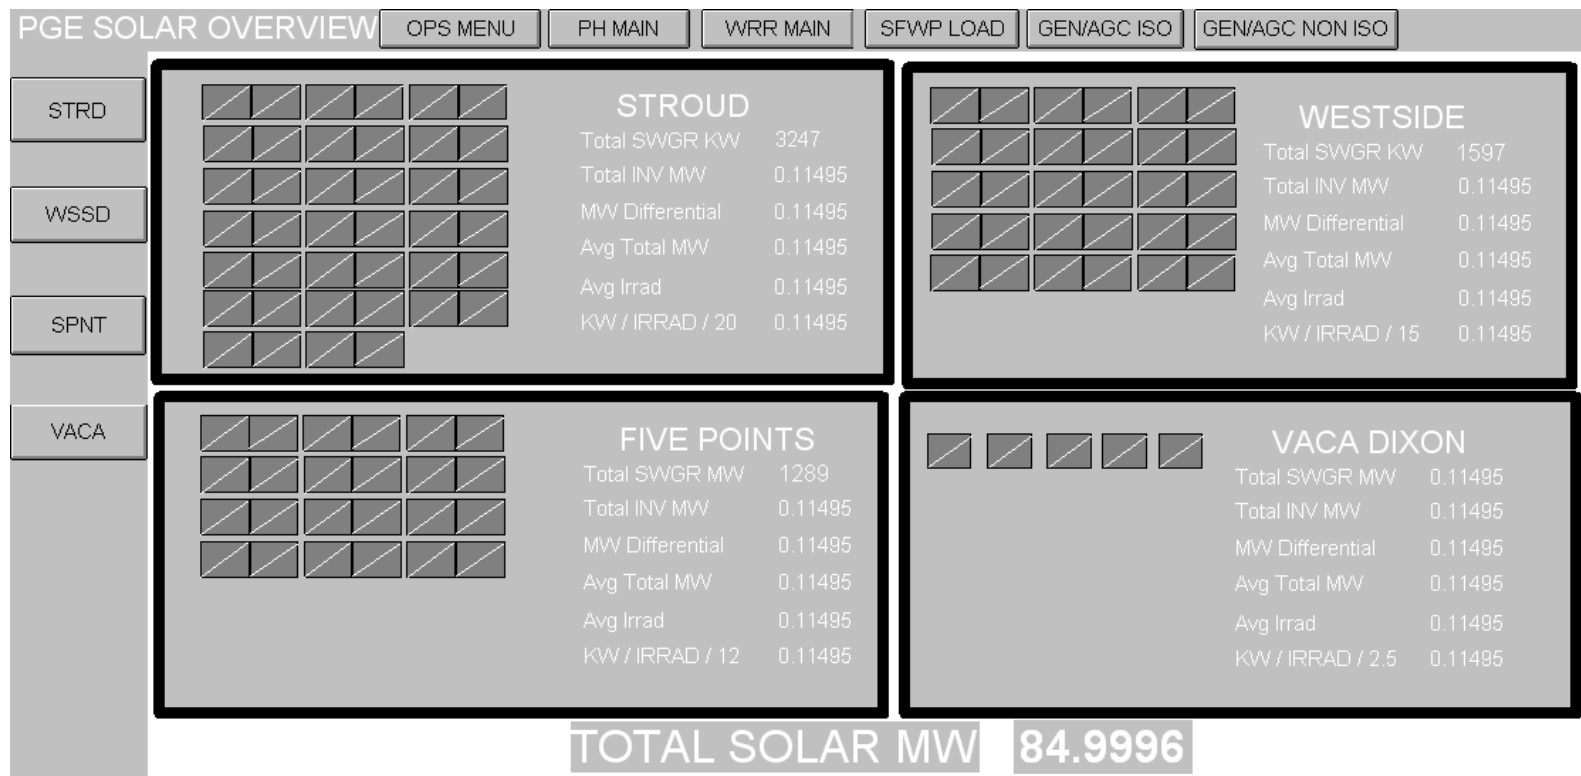 PGE SOLAR OVERVIEW OPS MENU PH MAIN WRR MAIN SFWP LOAD GEN/AGC ISO GEN/AGC NON ISO
STRD
WSSD
SPNT
VACA
STROUD
Total SWGR KW 3247
Total INV MW 0.11495
MW Differential 0.11495
Avg Total MW 0.11495
Avg Irrad 0.11495
KW / IRRAD / 20 0.11495
WESTSIDE
Total SWGR KW 1597
Total INV MW 0.11495
MW Differential 0.11495
Avg Total MW 0.11495
Avg Irrad 0.11495
KW / IRRAD / 15 0.11495
FIVE POINTS
Total SWGR MW 1289
Total INV MW 0.11495
MW Differential 0.11495
Avg Total MW 0.11495
Avg Irrad 0.11495
KW / IRRAD / 12 0.11495
VACA DIXON
Total SWGR MW 0.11495
Total INV MW 0.11495
MW Differential 0.11495
Avg Total MW 0.11495
Avg Irrad 0.11495
KW / IRRAD / 2.5 0.11495
TOTAL SOLAR MW 84.9996